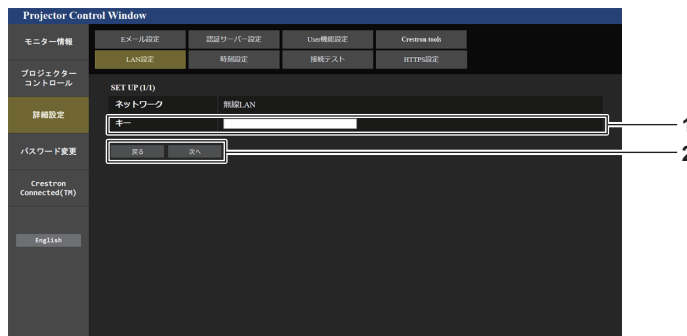 Projector Control Window
モニター情報
プロジェクター
コントロール
詳細設定
パスワード変更
Crestron
Connected(TM)
English
Eメール設定 認証サーバー設定 User機能設定 Crestron tools
LAN設定 時刻設定 接続テスト HTTPS設定
SET UP (1/1)
ネットワーク 無線LAN
キー
戻る 次へ
1
2